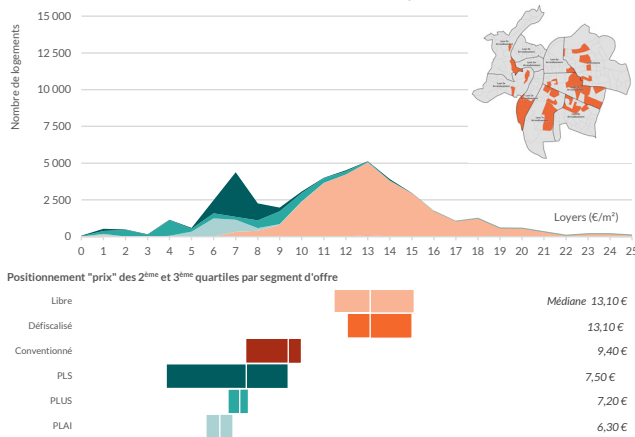 Nombre de logements
15 000
12 500
10 000
7 500
5 000
2 500
0
Loyers (€/m²)
0 1 2 3 4 5 6 7 8 9 10 11 12 13 14 15 16 17 18 19 20 21 22 23 24 25
Positionnement "prix" des 2ème et 3ème quartiles par segment d'offre
Libre Médiane 13,10 €
Défiscalisé 13,10 €
Conventionné 9,40 €
PLS 7,50 €
PLUS 7,20 €
PLAI 6,30 €